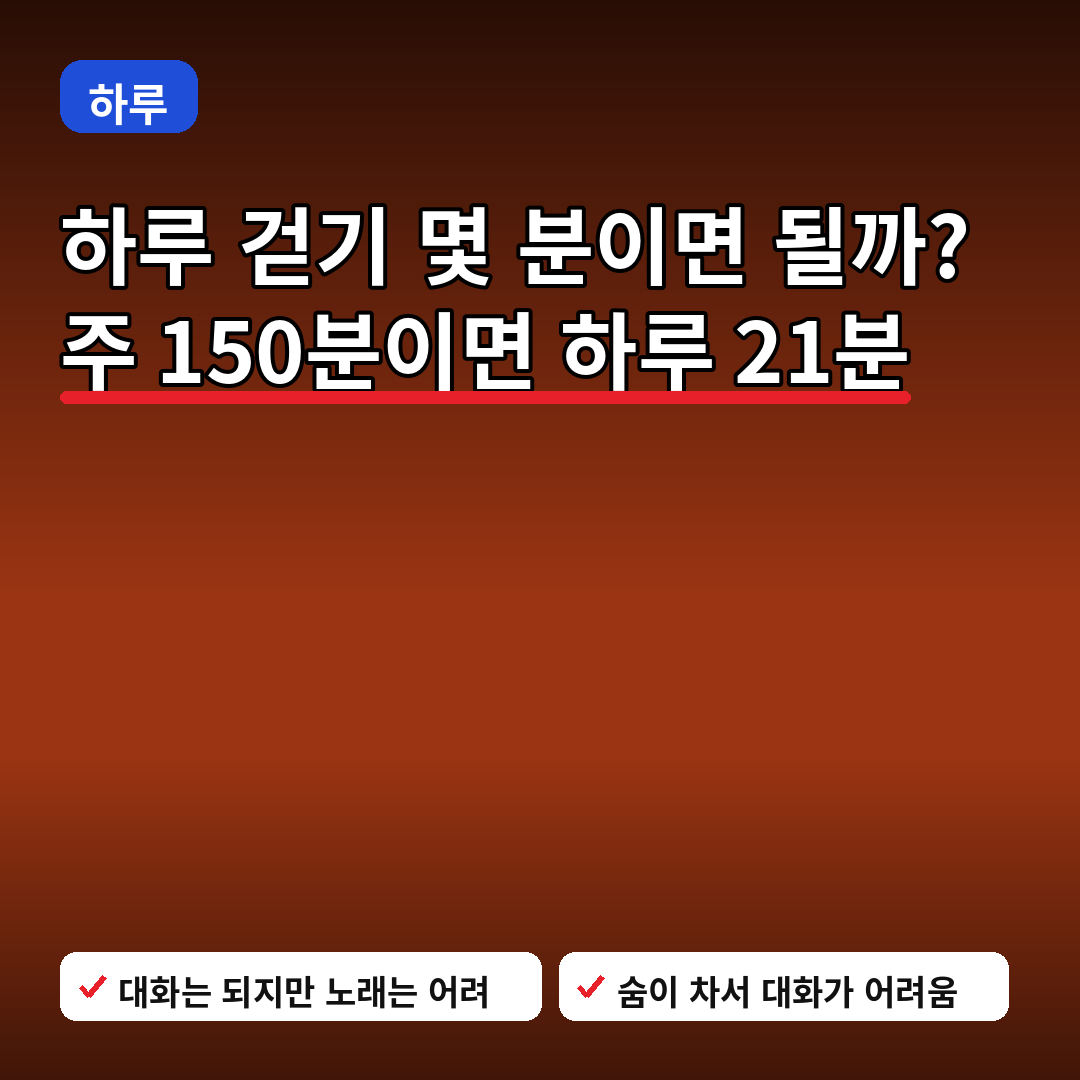 하루
하루 걷기 몇 분이면 될까?
주 150분이면 하루 21분
대화는 되지만 노래는 어려
숨이 차서 대화가 어려움